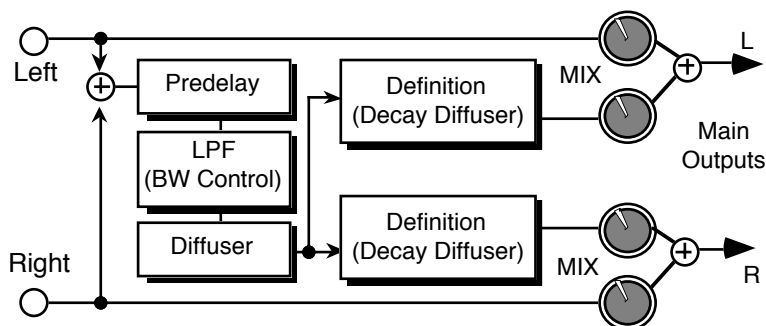 Left
+
Predelay
LPF
(BW Control)
Diffuser
Definition
(Decay Diffuser)
MIX
+
L
Main
Outputs
Right
Definition
(Decay Diffuser)
MIX
+
R